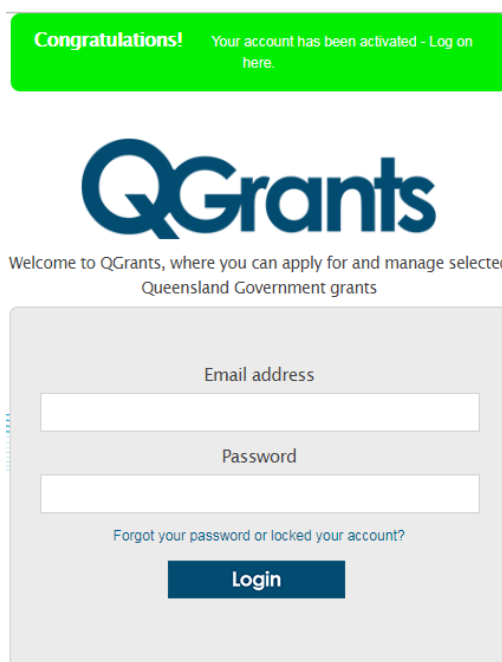 Congratulations! Your account has been activated - Log on
here.
QGrants
Welcome to QGrants, where you can apply for and manage selected
Queensland Government grants
Email address
Password
Forgot your password or locked your account?
Login